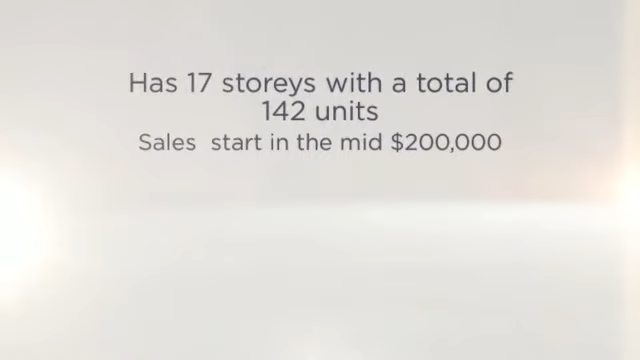 Has 17 storeys with a total of
142 units
Sales  start in the mid $200,000